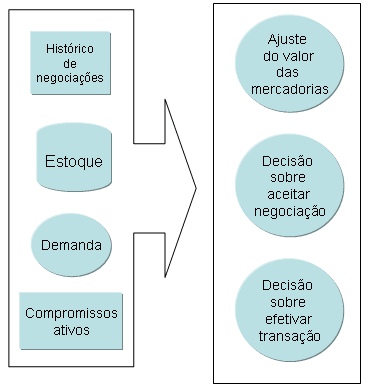 Histórico
de
negociações
Estoque
Demanda
Compromissos
ativos
Ajuste
do valor
das
mercadorias
Decisão
sobre
aceitar
negociação
Decisão
sobre
efetivar
transação